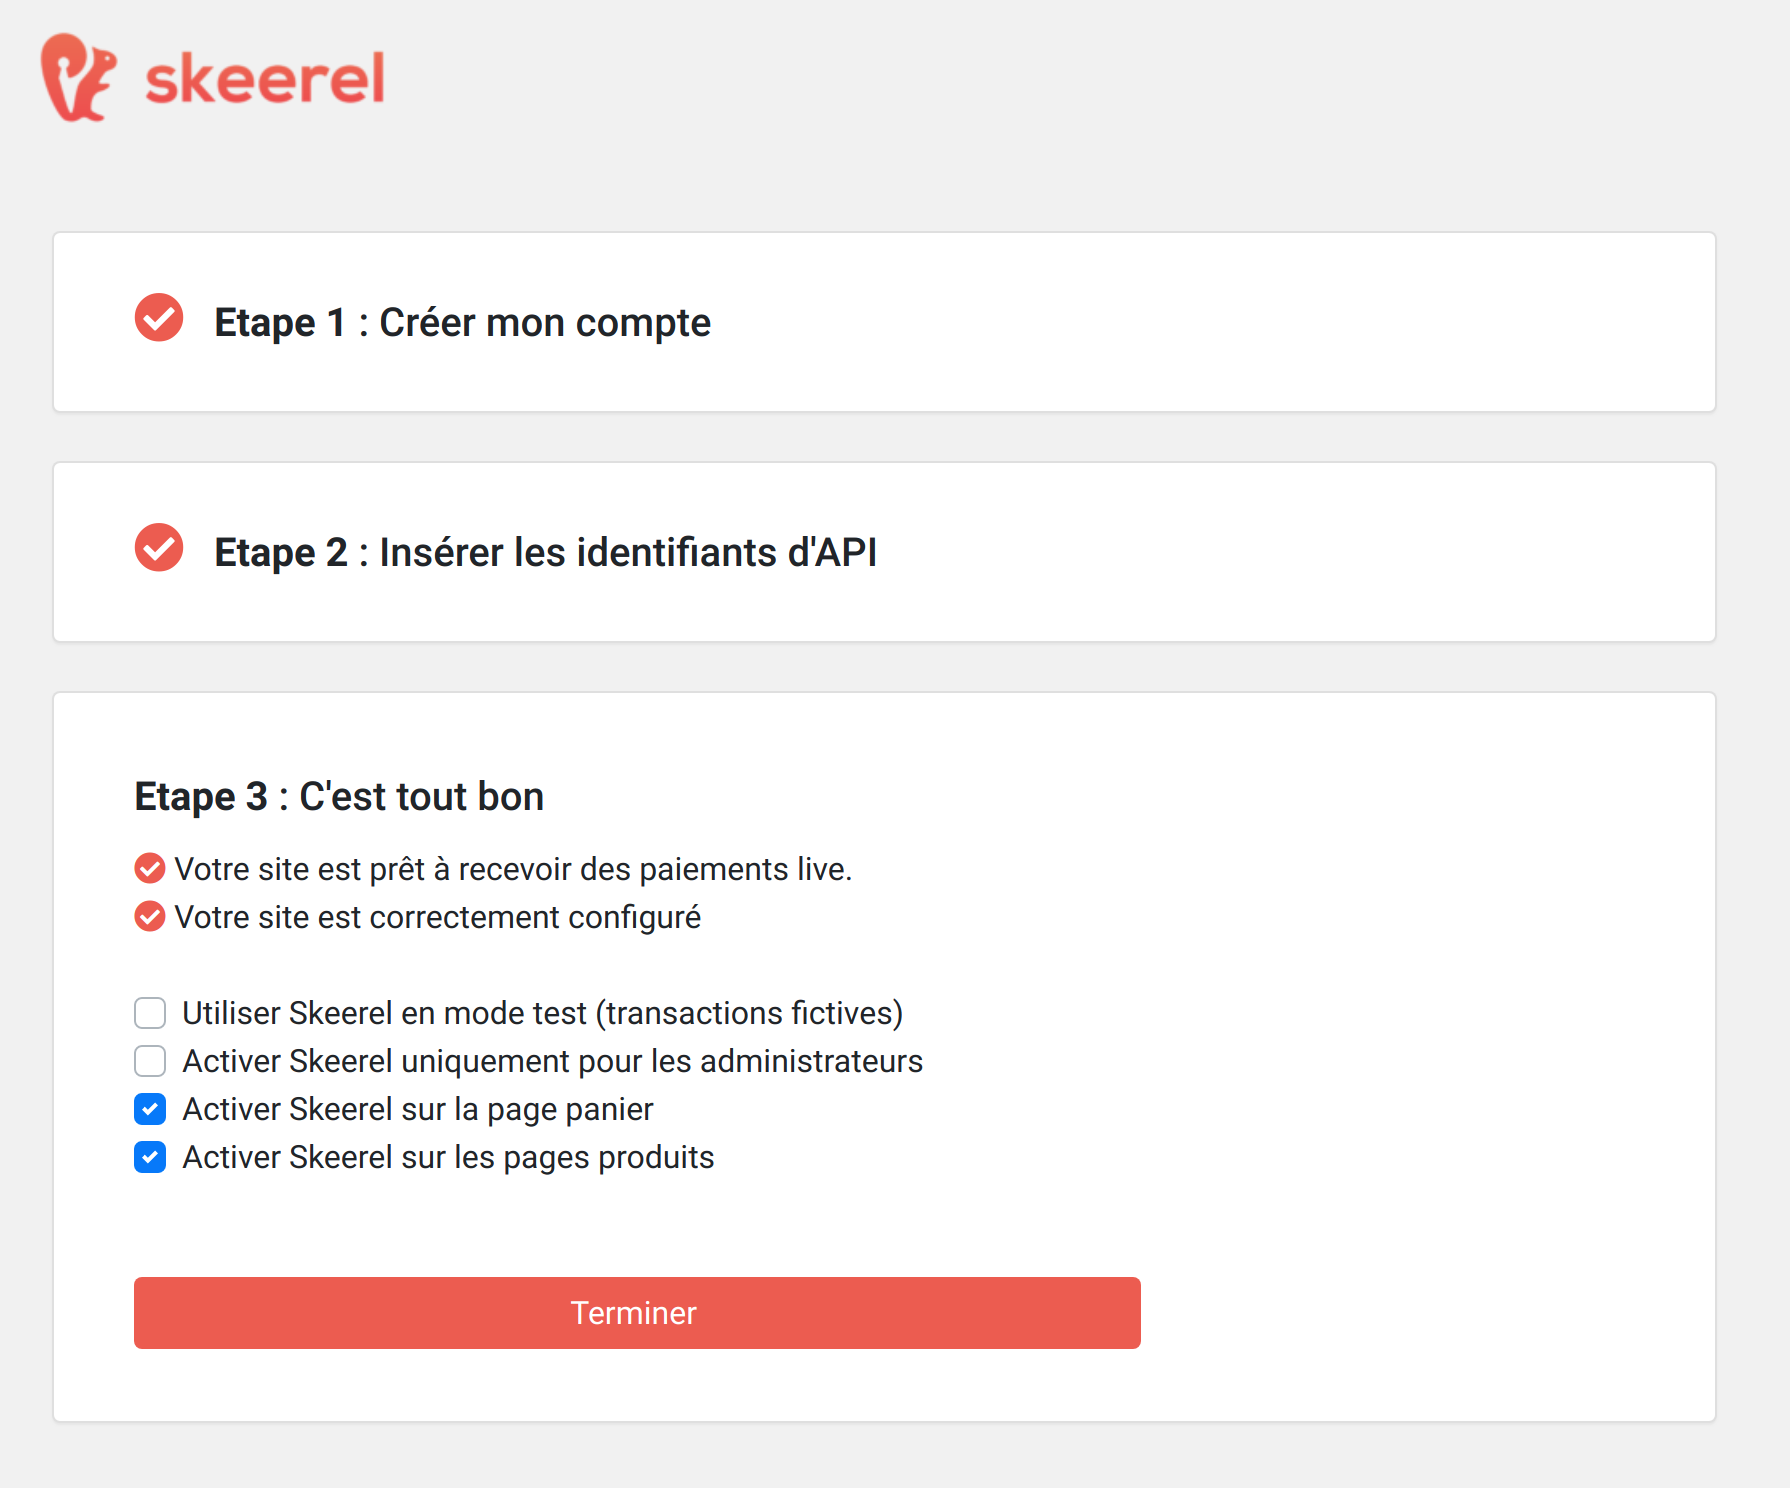 skeerel
Etape 1 : Créer mon compte
Etape 2 : Insérer les identifiants d'API
Etape 3 : C'est tout bon
Votre site est prêt à recevoir des paiements live.
Votre site est correctement configuré
Utiliser Skeerel en mode test (transactions fictives)
Activer Skeerel uniquement pour les administrateurs
Activer Skeerel sur la page panier
Activer Skeerel sur les pages produits
Terminer